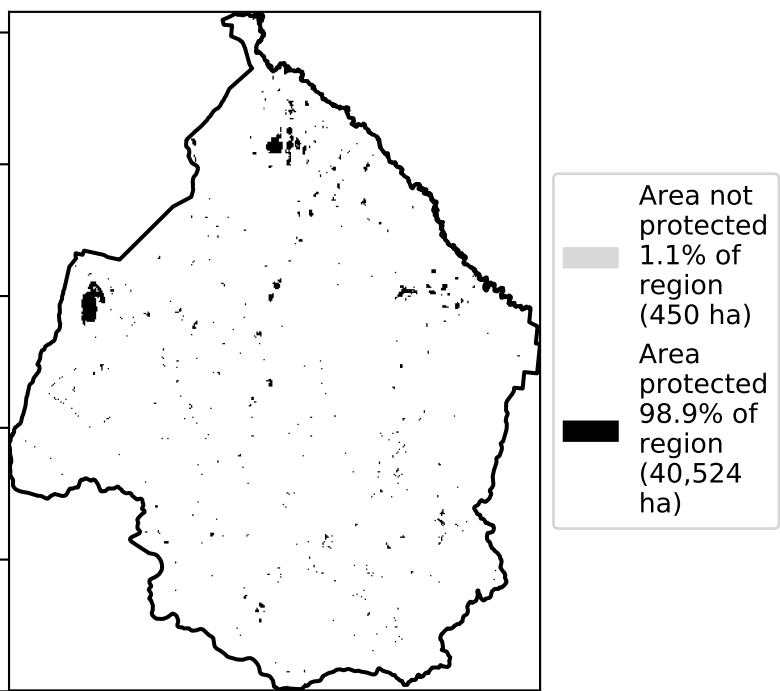 Area not
protected
1.1% of
region
(450 ha)
Area
protected
98.9% of
region
(40,524
ha)